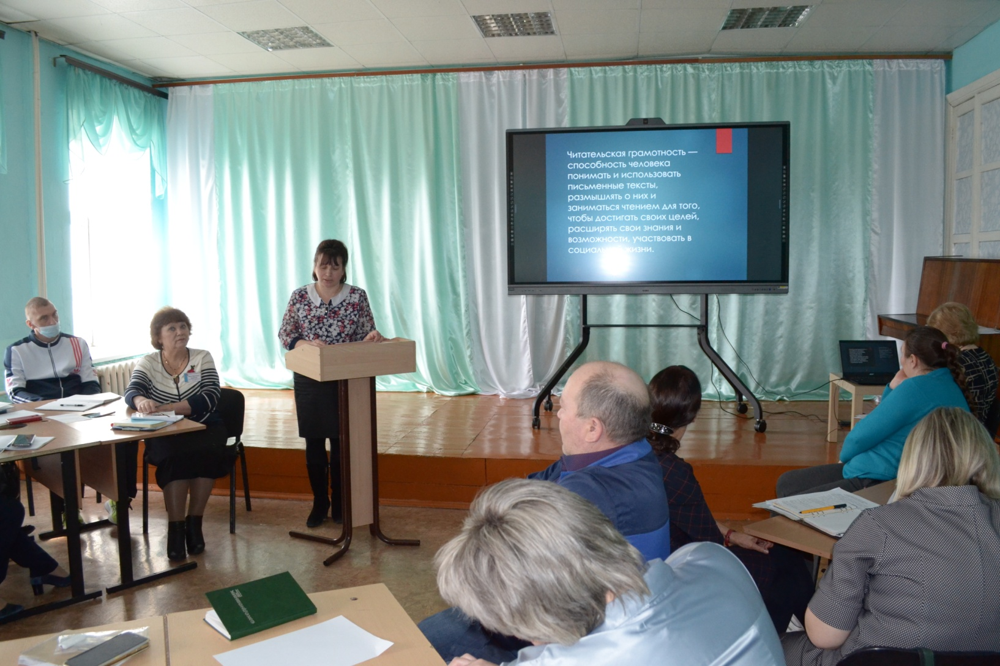 Читательская грамотность —
способность человека
понимать и использовать
письменные тексты,
размышлять о них и
заниматься чтением для того,
чтобы достигать своих целей,
расширять свои знания и
возможности, участвовать в
жизни.